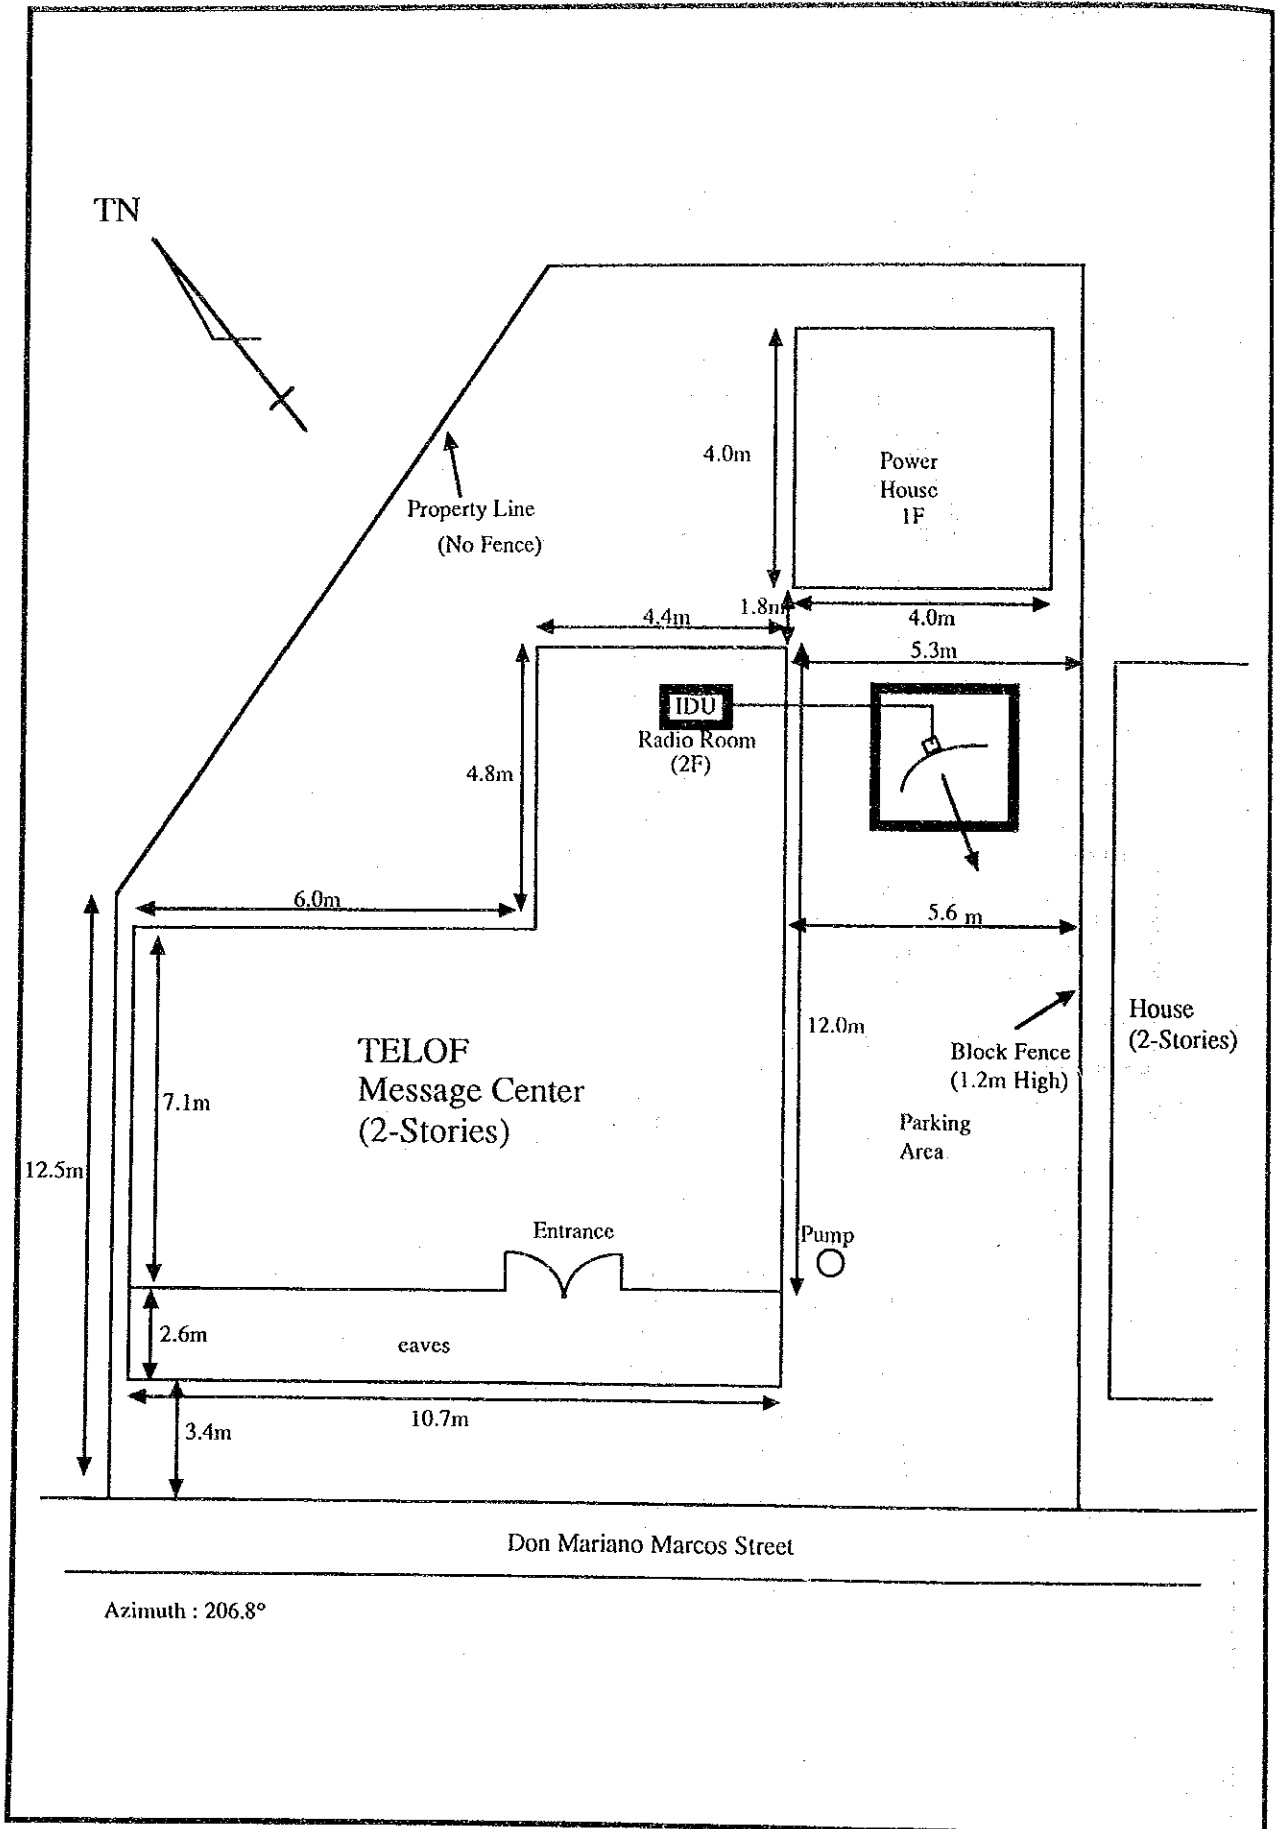 TN
4.0m
Power
House
1F
Property Line
(No Fence)
1.8m
4.0m
4.4m
5.3m
IDU
Radio Room
(2F)
4.8m
6.0m
5.6 m
12.0m
House
(2-Stories)
TELOF
Message Center
(2-Stories)
Block Fence
(1.2m High)
7.1m
Parking
Area
12.5m
Entrance
Pump
2.6m
eaves
10.7m
3.4m
Don Mariano Marcos Street
Azimuth : 206.8°